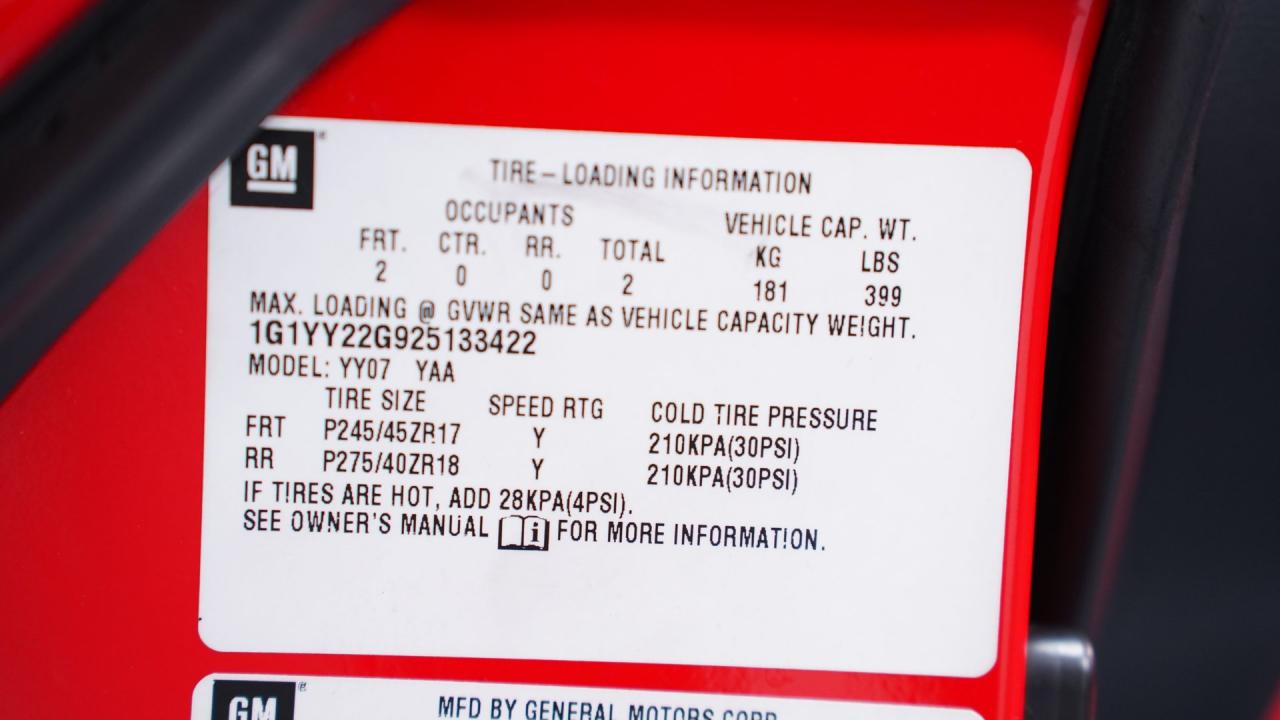 GM
TIRE – LOADING INFORMATION
OCCUPANTS VEHICLE CAP. WT.
FRT. CTR. RR. TOTAL KG LBS
2 0 0 2 181 399
MAX. LOADING @ GVWR SAME AS VEHICLE CAPACITY WEIGHT.
1G1YY22G925133422
MODEL: YY07 YAA
TIRE SIZE SPEED RTG COLD TIRE PRESSURE
FRT P245/45ZR17 Y 210KPA(30PSI)
RR P275/40ZR18 Y 210KPA(30PSI)
IF TIRES ARE HOT, ADD 28KPA(4PSI).
SEE OWNER'S MANUAL i FOR MORE INFORMATION.
GM
MFD BY GENERAL MOTORS CORP